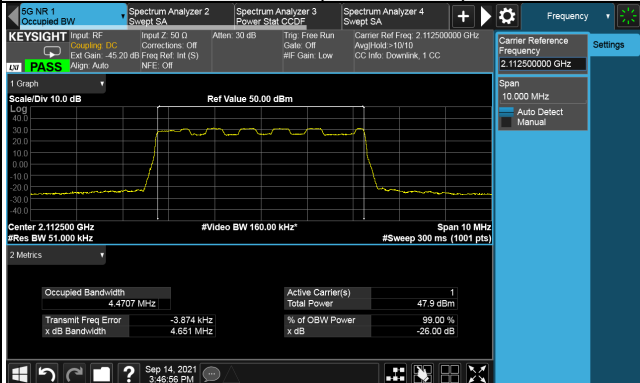 5G NR 1
Occupied BW
Spectrum Analyzer 2
Swept SA
Spectrum Analyzer 3
Power Stat CCDF
Spectrum Analyzer 4
Swept SA
Frequency
KEYSIGHT
Input: RF
Coupling: DC
Ext Gain: -45.20 dB
Align: Auto
Input Z: 50 Ω
Corrections: Off
Freq Ref: Int (S)
NFE: Off
Atten: 30 dB
Trig: Free Run
Gate: Off
#IF Gain: Low
Carrier Ref Freq: 2.112500000 GHz
Avg|Hold:>10/10
CC Info: Downlink, 1 CC
LXI
PASS
Carrier Reference
Frequency
2.112500000 GHz
Settings
Span
10.000 MHz
Auto Detect
Manual
1 Graph
Scale/Div 10.0 dB
Ref Value 50.00 dBm
Log
40.0
30.0
20.0
10.0
0.00
-10.0
-20.0
-30.0
-40.0
Center 2.112500 GHz
#Video BW 160.00 kHz*
Span 10 MHz
#Res BW 51.000 kHz
#Sweep 300 ms (1001 pts)
2 Metrics
Occupied Bandwidth
4.4707 MHz
Active Carrier(s) 1
Total Power 47.9 dBm
Transmit Freq Error -3.874 kHz
x dB Bandwidth 4.651 MHz
% of OBW Power 99.00 %
x dB -26.00 dB
?
Sep 14, 2021
3:46:56 PM